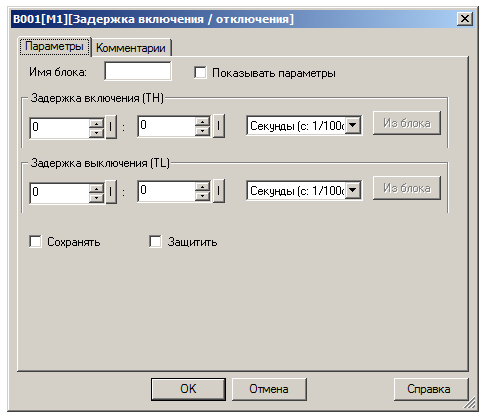 B001[M1][Задержка включения / отключения]
Параметры Комментарии
Имя блока: Показывать параметры
Задержка включения (TH)
0 : 0 Секунды (с: 1/100с Из блока
Задержка выключения (TL)
0 : 0 Секунды (с: 1/100с Из блока
Сохранять Защитить
OK Отмена Справка